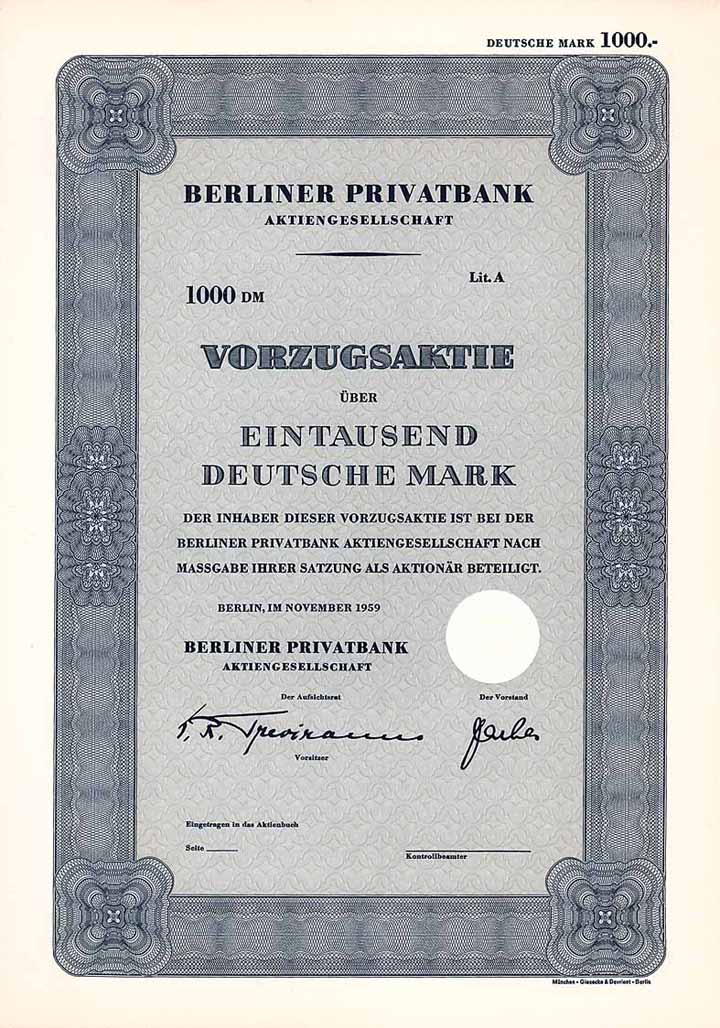 DEUTSCHE MARK 1000.-
BERLINER PRIVATBANK
AKTIENGESELLSCHAFT
Lit. A
1000 DM
VORZUGSAKTIE
ÜBER
EINTAUSEND
DEUTSCHE MARK
DER INHABER DIESER VORZUGSAKTIE IST BEI DER
BERLINER PRIVATBANK AKTIENGESELLSCHAFT NACH
MASSGABE IHRER SATZUNG ALS AKTIONÄR BETEILIGT.
BERLIN, IM NOVEMBER 1959
BERLINER PRIVATBANK
AKTIENGESELLSCHAFT
Der Aufsichtsrat Der Vorstand
Vorsitzer
Eingetragen in das Aktienbuch
Seite
Kontrollbeamter
München • Giesecke & Devrient • Berlin